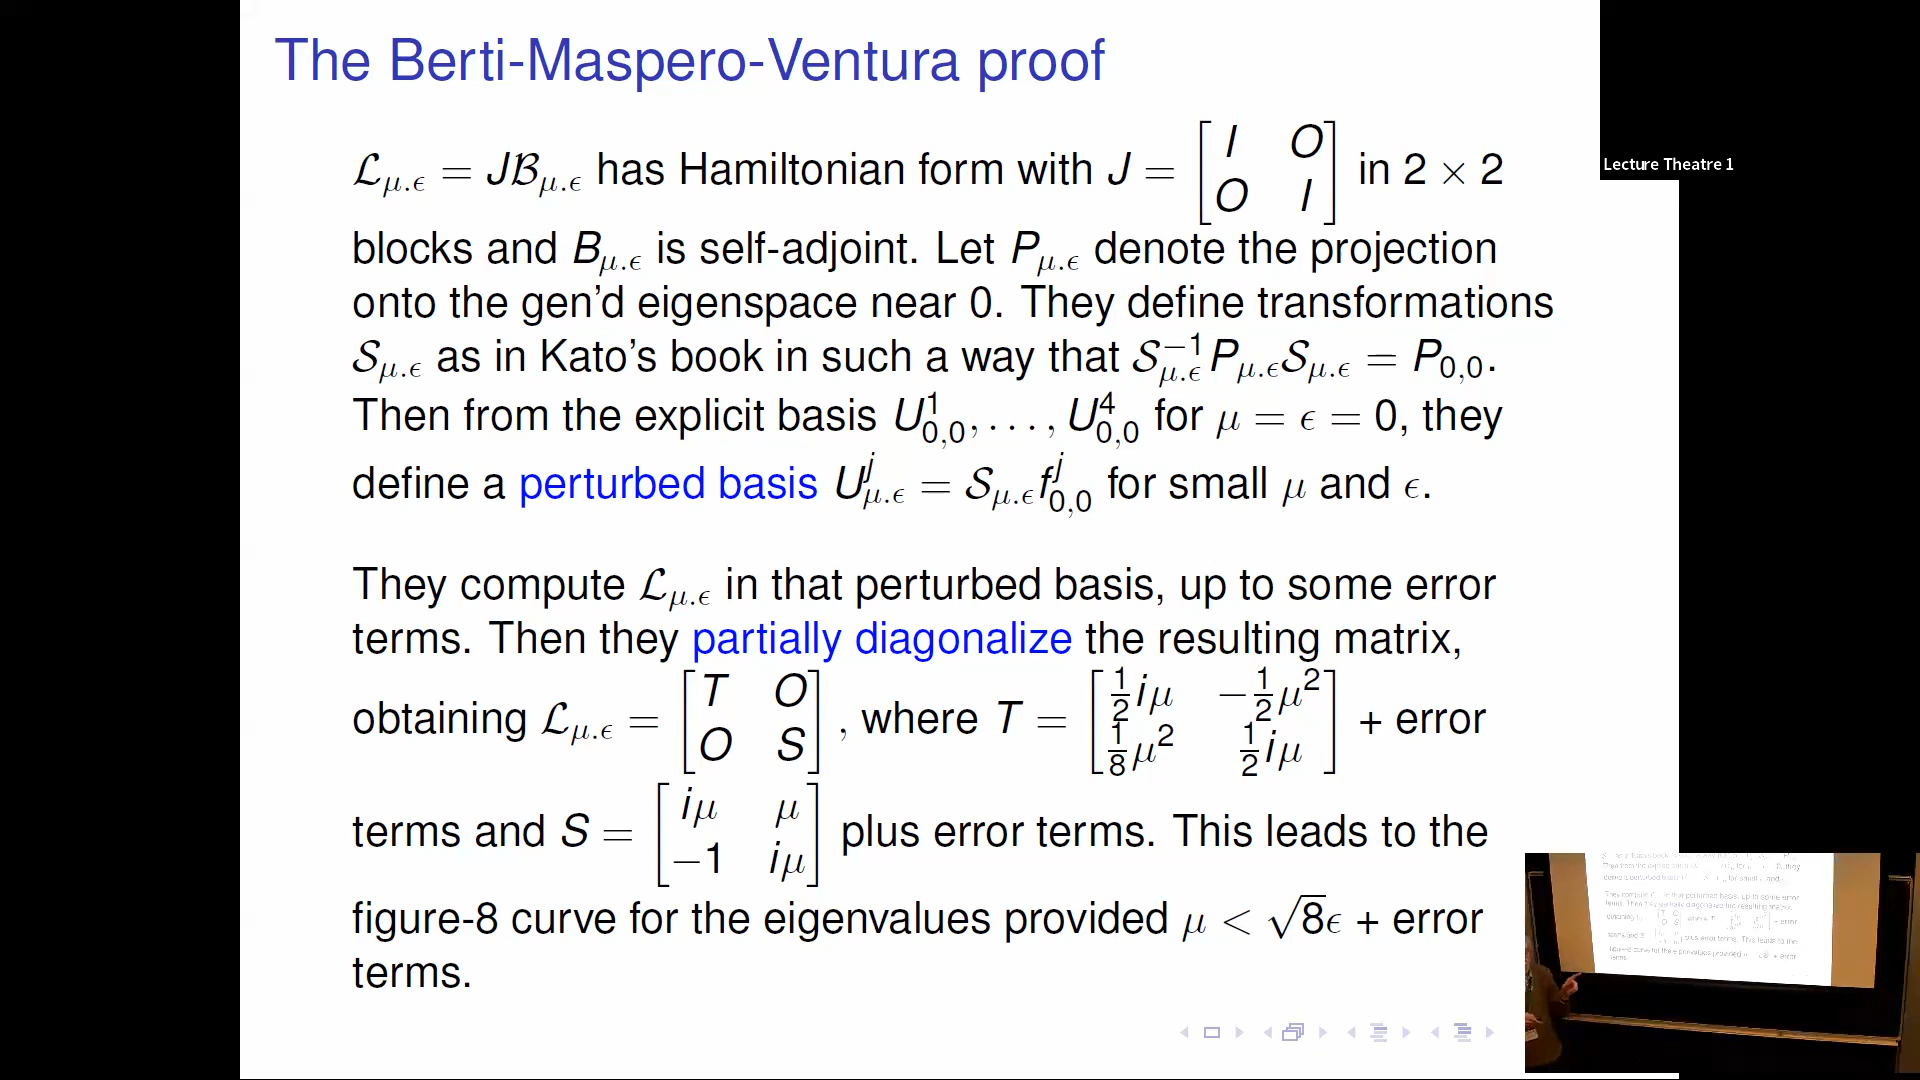 The Berti-Maspero-Ventura proof
Lecture Theatre 1
𝓛_{μ.ϵ} = J𝓑_{μ.ϵ} has Hamiltonian form with J = [I O; O I] in 2 × 2
blocks and B_{μ.ϵ} is self-adjoint. Let P_{μ.ϵ} denote the projection
onto the gen'd eigenspace near 0. They define transformations
𝓢_{μ.ϵ} as in Kato's book in such a way that 𝓢_{μ.ϵ}^{−1}P_{μ.ϵ}𝓢_{μ.ϵ} = P_{0,0}.
Then from the explicit basis U^1_{0,0}, . . . , U^4_{0,0} for μ = ϵ = 0, they
define a perturbed basis U^j_{μ.ϵ} = 𝓢_{μ.ϵ}f^j_{0,0} for small μ and ϵ.
They compute 𝓛_{μ.ϵ} in that perturbed basis, up to some error
terms. Then they partially diagonalize the resulting matrix,
obtaining 𝓛_{μ.ϵ} = [T O; O S], where T = [½iμ −½μ²; ⅛μ² ½iμ] + error
terms and S = [iμ μ; −1 iμ] plus error terms. This leads to the
figure-8 curve for the eigenvalues provided μ < √8ϵ + error
terms.